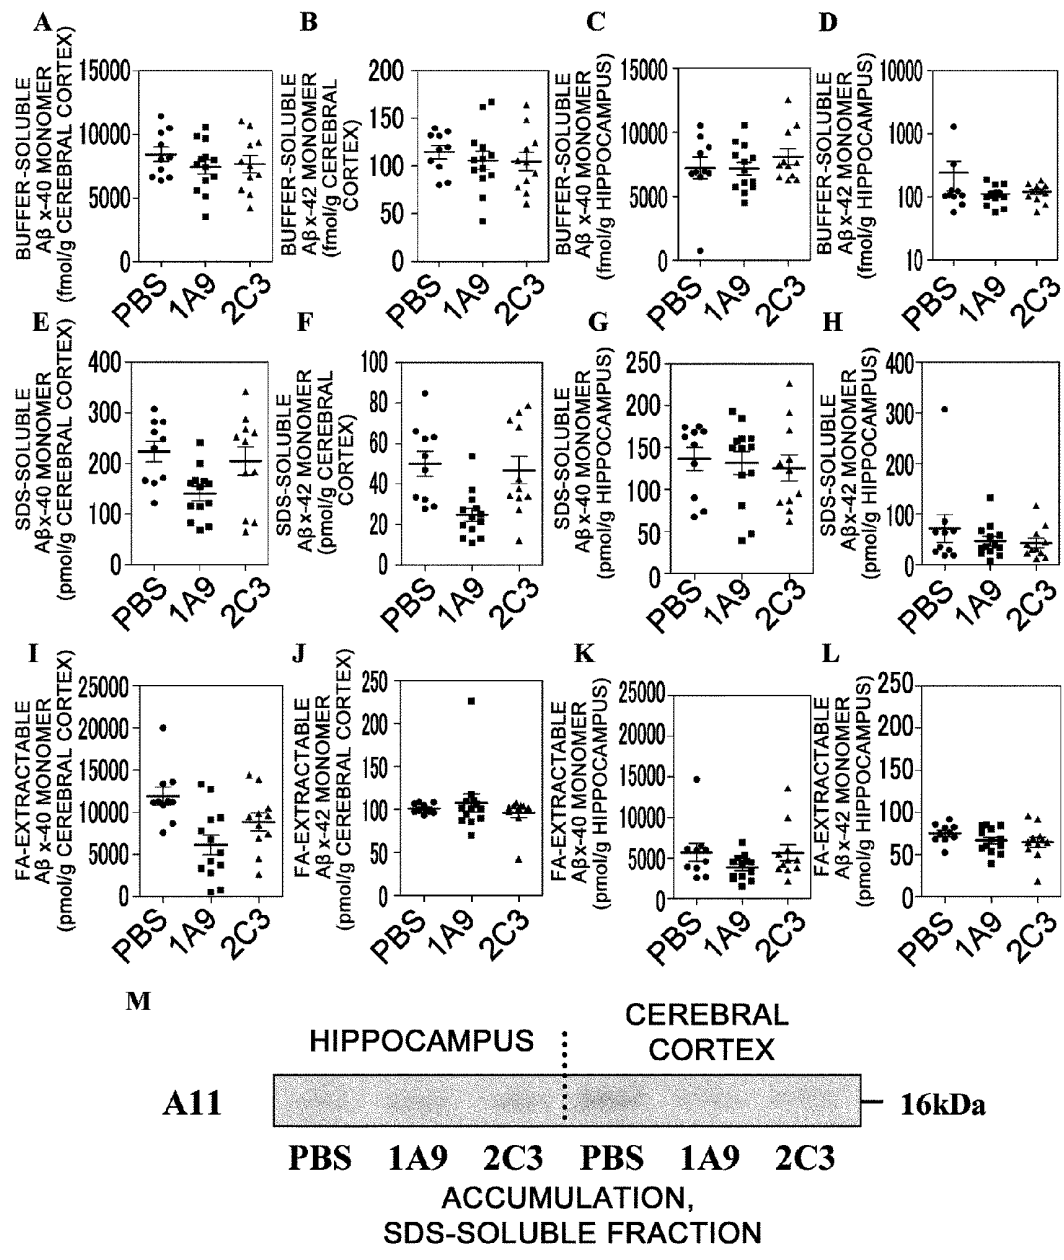 A
BUFFER-SOLUBLE
Aβ x-40 MONOMER
(fmol/g CEREBRAL CORTEX)
15000
10000
5000
0
PBS
1A9
2C3
B
BUFFER-SOLUBLE
Aβ x-42 MONOMER
(fmol/g CEREBRAL
CORTEX)
200
150
100
50
0
PBS
1A9
2C3
C
BUFFER-SOLUBLE
Aβ x-42 MONOMER
(fmol/g HIPPOCAMPUS)
15000
10000
5000
0
PBS
1A9
2C3
D
BUFFER-SOLUBLE
Aβ x-42 MONOMER
(fmol/g HIPPOCAMPUS)
10000
1000
100
10
PBS
1A9
2C3
E
SDS-SOLUBLE
Aβ x-40 MONOMER
(pmol/g CEREBRAL CORTEX)
400
300
200
100
0
PBS
1A9
2C3
F
SDS-SOLUBLE
Aβ x-42 MONOMER
(pmol/g CEREBRAL
CORTEX)
100
80
60
40
20
0
PBS
1A9
2C3
G
SDS-SOLUBLE
Aβ x-40 MONOMER
(pmol/g HIPPOCAMPUS)
250
200
150
100
50
0
PBS
1A9
2C3
H
SDS-SOLUBLE
Aβx-42 MONOMER
(pmol/g HIPPOCAMPUS)
400
300
200
100
0
PBS
1A9
2C3
I
FA-EXTRACTABLE
Aβ x-40 MONOMER
(pmol/g CEREBRAL CORTEX)
25000
20000
15000
10000
5000
0
PBS
1A9
2C3
J
FA-EXTRACTABLE
Aβ x-42 MONOMER
(pmol/g CEREBRAL CORTEX)
250
200
150
100
50
0
PBS
1A9
2C3
K
FA-EXTRACTABLE
Aβx-40 MONOMER
(pmol/g HIPPOCAMPUS)
25000
20000
15000
10000
5000
0
PBS
1A9
2C3
L
FA-EXTRACTABLE
Aβ x-42 MONOMER
(pmol/g HIPPOCAMPUS)
250
200
150
100
50
0
PBS
1A9
2C3
M
HIPPOCAMPUS
CEREBRAL
CORTEX
A11
16kDa
PBS 1A9 2C3 PBS 1A9 2C3
ACCUMULATION,
SDS-SOLUBLE FRACTION